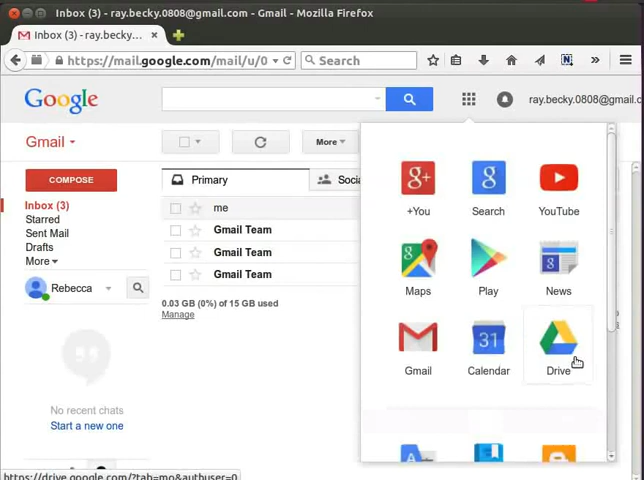 Inbox (3) - ray.becky.0808@gmail.com - Gmail - Mozilla Firefox
Inbox (3) - ray.becky...
https://mail.google.com/mail/u/0
Search
Google
ray.becky.0808@gmail.c
Gmail
More
COMPOSE
Primary
Socia
Inbox (3)
Starred
Sent Mail
Drafts
More
me
Gmail Team
Gmail Team
Gmail Team
0.03 GB (0%) of 15 GB used
Manage
Rebecca
No recent chats
Start a new one
+You
Search
YouTube
Maps
Play
News
Gmail
31
Calendar
Drive
https://drive.google.com/?tab=mo&authuser=0